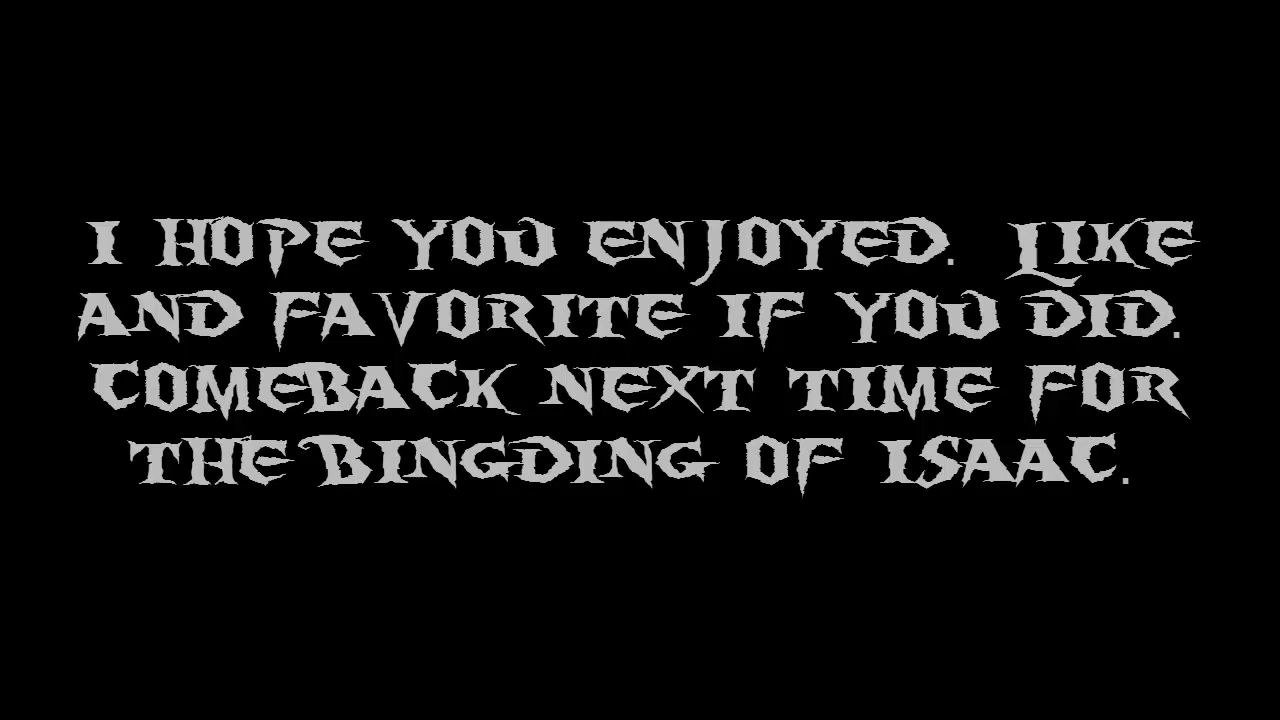 I HOPE YOU ENJOYED. LIKE
AND FAVORITE IF YOU DID.
COMEBACK NEXT TIME FOR
THE BINGDING OF ISAAC.